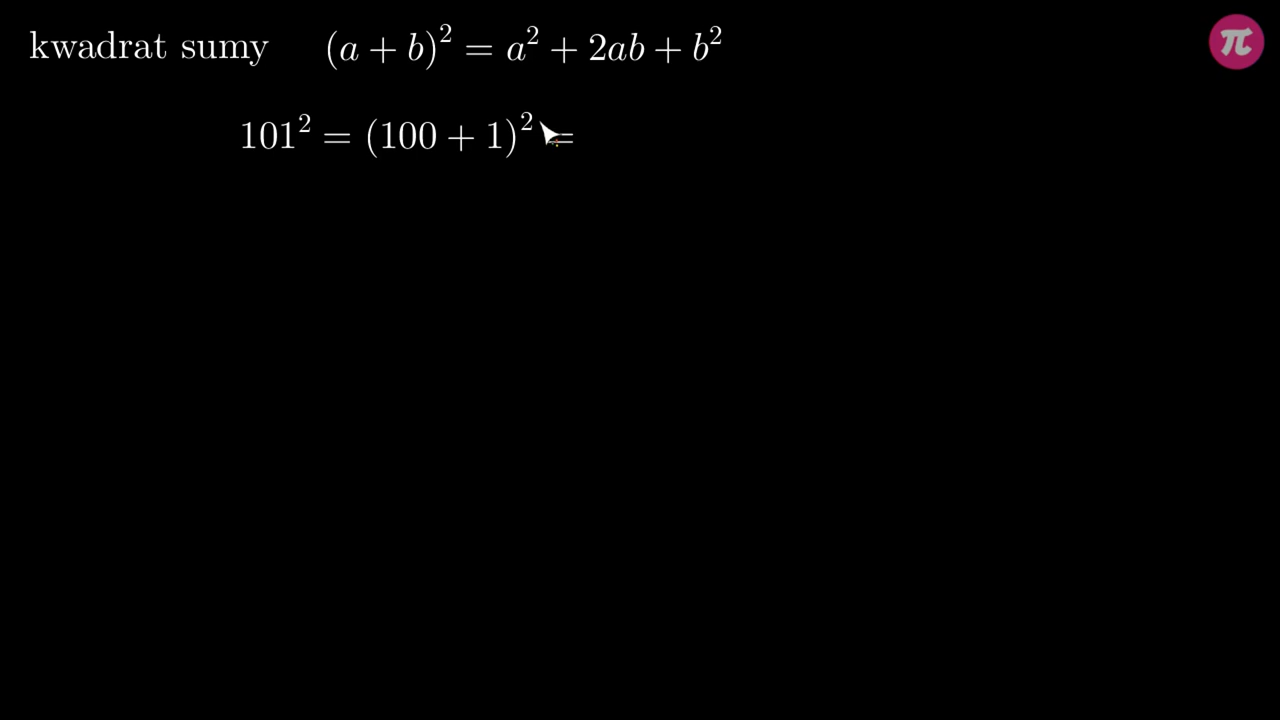 kwadrat sumy (a + b)² = a² + 2ab + b²
101² = (100 + 1)² =
π